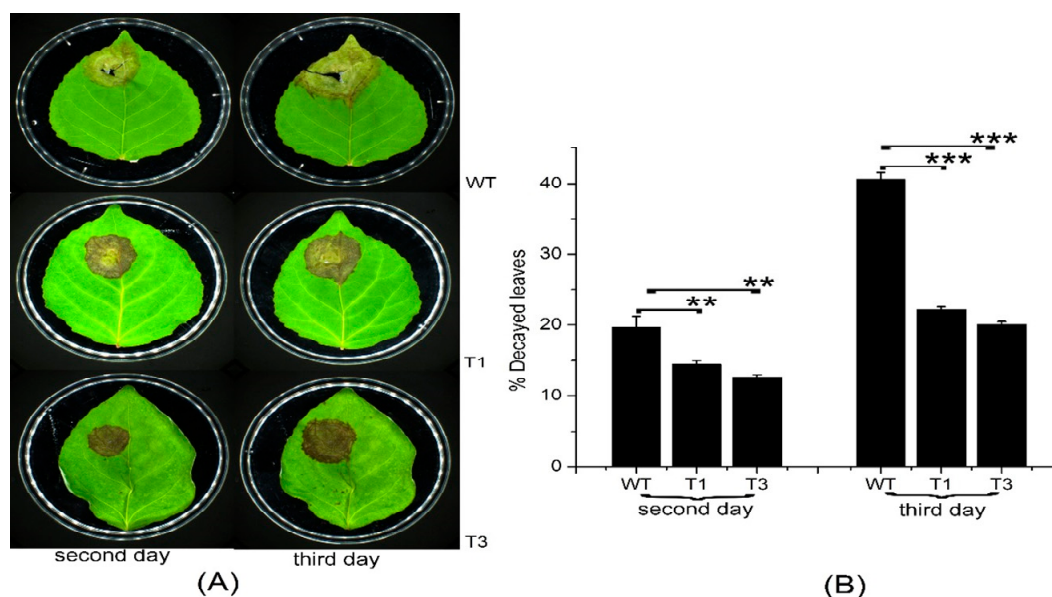 WT
T1
T3
second day
third day
(A)
% Decayed leaves
40
30
20
10
0
**
**
***
***
WT T1 T3 WT T1 T3
second day third day
(B)